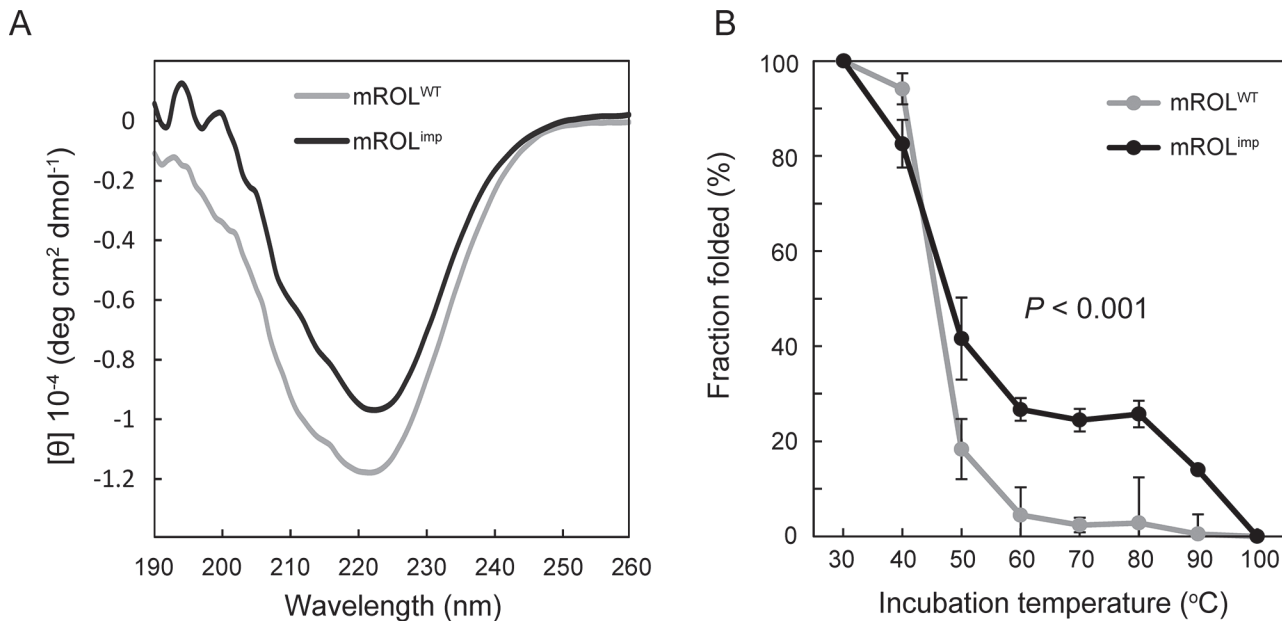 A
mROL^WT
mROL^imp
0
-0.2
-0.4
-0.6
-0.8
-1
-1.2
[θ] 10⁻⁴ (deg cm² dmol⁻¹)
190 200 210 220 230 240 250 260
Wavelength (nm)
B
mROL^WT
mROL^imp
P < 0.001
100
80
60
40
20
0
Fraction folded (%)
30 40 50 60 70 80 90 100
Incubation temperature (°C)